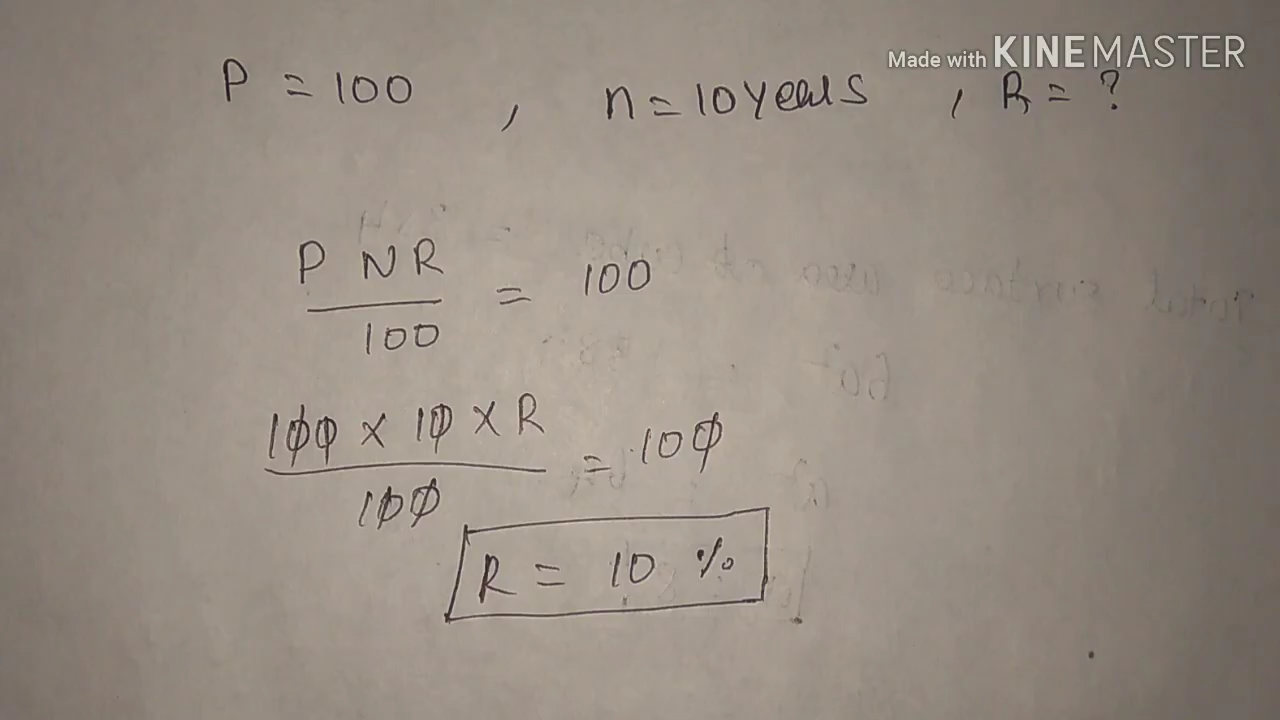 Made with KINEMASTER
P = 100 , n = 10 years , R = ?
P N R
100
= 100
100 x 10 x R
100
= 100
R = 10 %